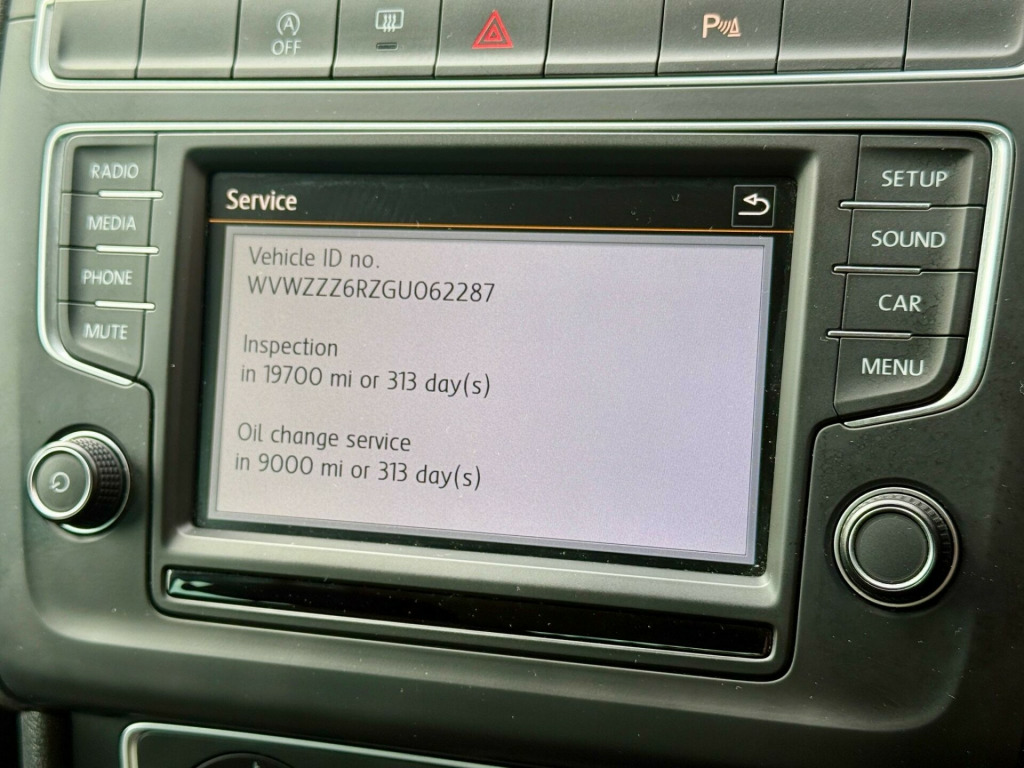 A
OFF
P
RADIO
MEDIA
PHONE
MUTE
Service
Vehicle ID no.
WVWZZZ6RZGU062287
Inspection
in 19700 mi or 313 day(s)
Oil change service
in 9000 mi or 313 day(s)
SETUP
SOUND
CAR
MENU